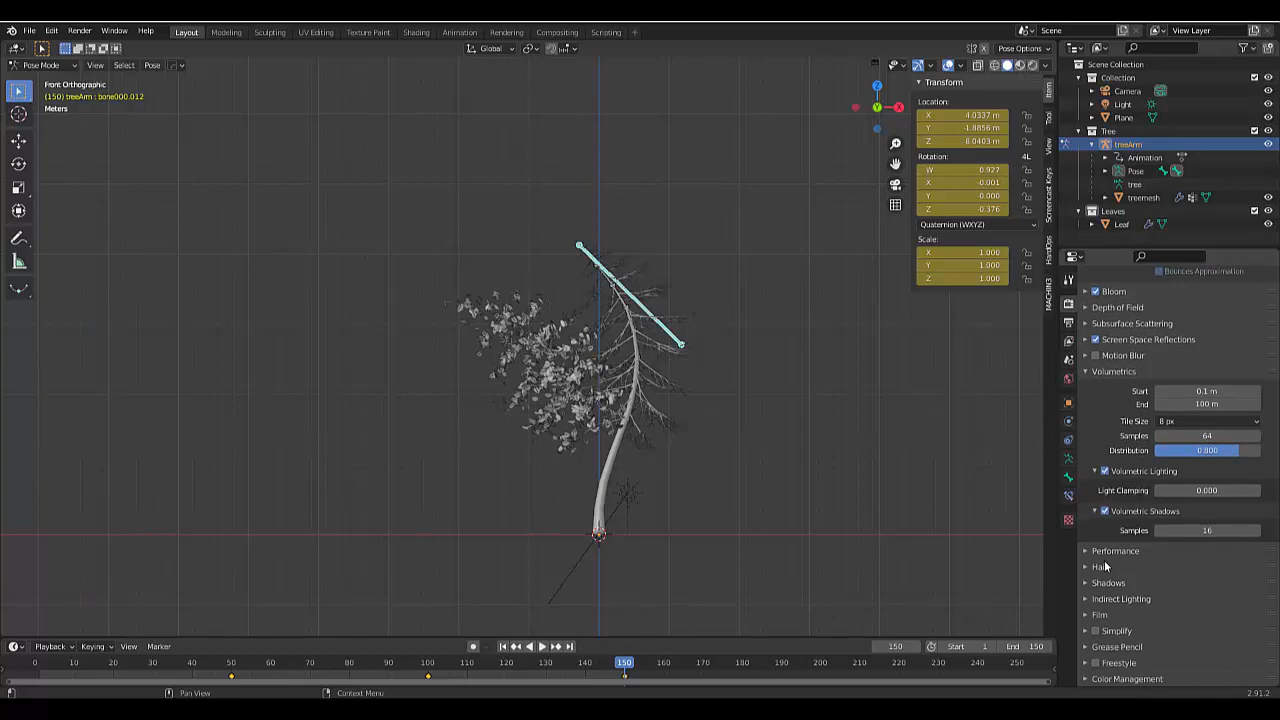 File Edit Render Window Help Layout Modeling Sculpting UV Editing Texture Paint Shading Animation Rendering Compositing Scripting + Scene View Layer
Global Pose Options
Pose Mode View Select Pose
Front Orthographic
(150) treeArm : bone000.012
Meters
Transform
Location:
X 4.0337 m
Y -1.8856 m
Z 8.0403 m
Rotation: 4L
W 0.927
X -0.001
Y -0.000
Z -0.376
Quaternion (WXYZ)
Scale:
X 1.000
Y 1.000
Z 1.000
Item
Tool
View
Screencast Keys
HardOps
MACHIN3
Z
X
Y
Scene Collection
Collection
Camera
Light
Plane
Tree
treeArm
Animation
Pose
tree
treemesh
Leaves
Leaf
Bounces Approximation
Bloom
Depth of Field
Subsurface Scattering
Screen Space Reflections
Motion Blur
Volumetrics
Start 0.1 m
End 100 m
Tile Size 8 px
Samples 64
Distribution 0.800
Volumetric Lighting
Light Clamping 0.000
Volumetric Shadows
Samples 16
Performance
Hair
Shadows
Indirect Lighting
Film
Simplify
Grease Pencil
Freestyle
Color Management
Playback Keying View Marker 150 Start 1 End 150
0 10 20 30 40 50 60 70 80 90 100 110 120 130 140 150 160 170 180 190 200 210 220 230 240 250
Pan View Context Menu 2.91.2